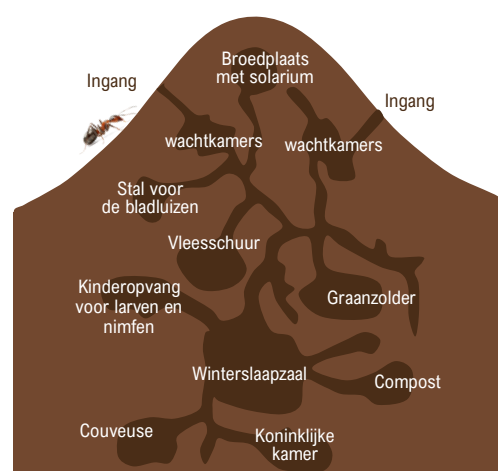 Broedplaats
met solarium
Ingang
Ingang
wachtkamers
wachtkamers
Stal voor
de bladluizen
Vleesschuur
Kinderopvang
voor larven en
nimfen
Graanzolder
Winterslaapzaal
Compost
Couveuse
Koninklijke
kamer